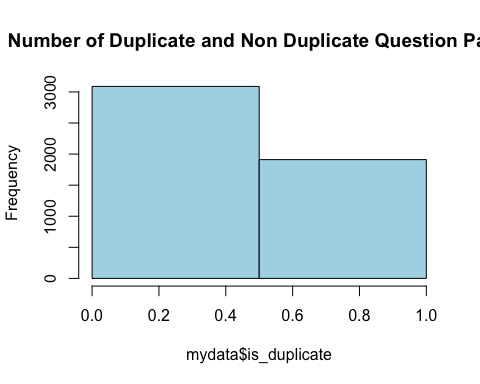 Number of Duplicate and Non Duplicate Question Pa
3000
2000
1000
0
Frequency
0.0 0.2 0.4 0.6 0.8 1.0
mydata$is_duplicate